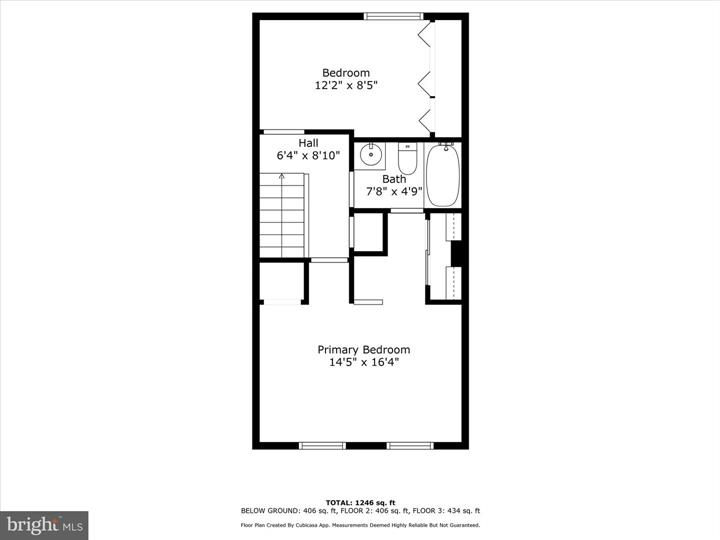 Bedroom
12'2" x 8'5"
Hall
6'4" x 8'10"
Bath
7'8" x 4'9"
Primary Bedroom
14'5" x 16'4"
TOTAL: 1246 sq. ft
BELOW GROUND: 406 sq. ft, FLOOR 2: 406 sq. ft, FLOOR 3: 434 sq. ft
Floor Plan Created By Cubicasa App. Measurements Deemed Highly Reliable But Not Guaranteed.
bright MLS